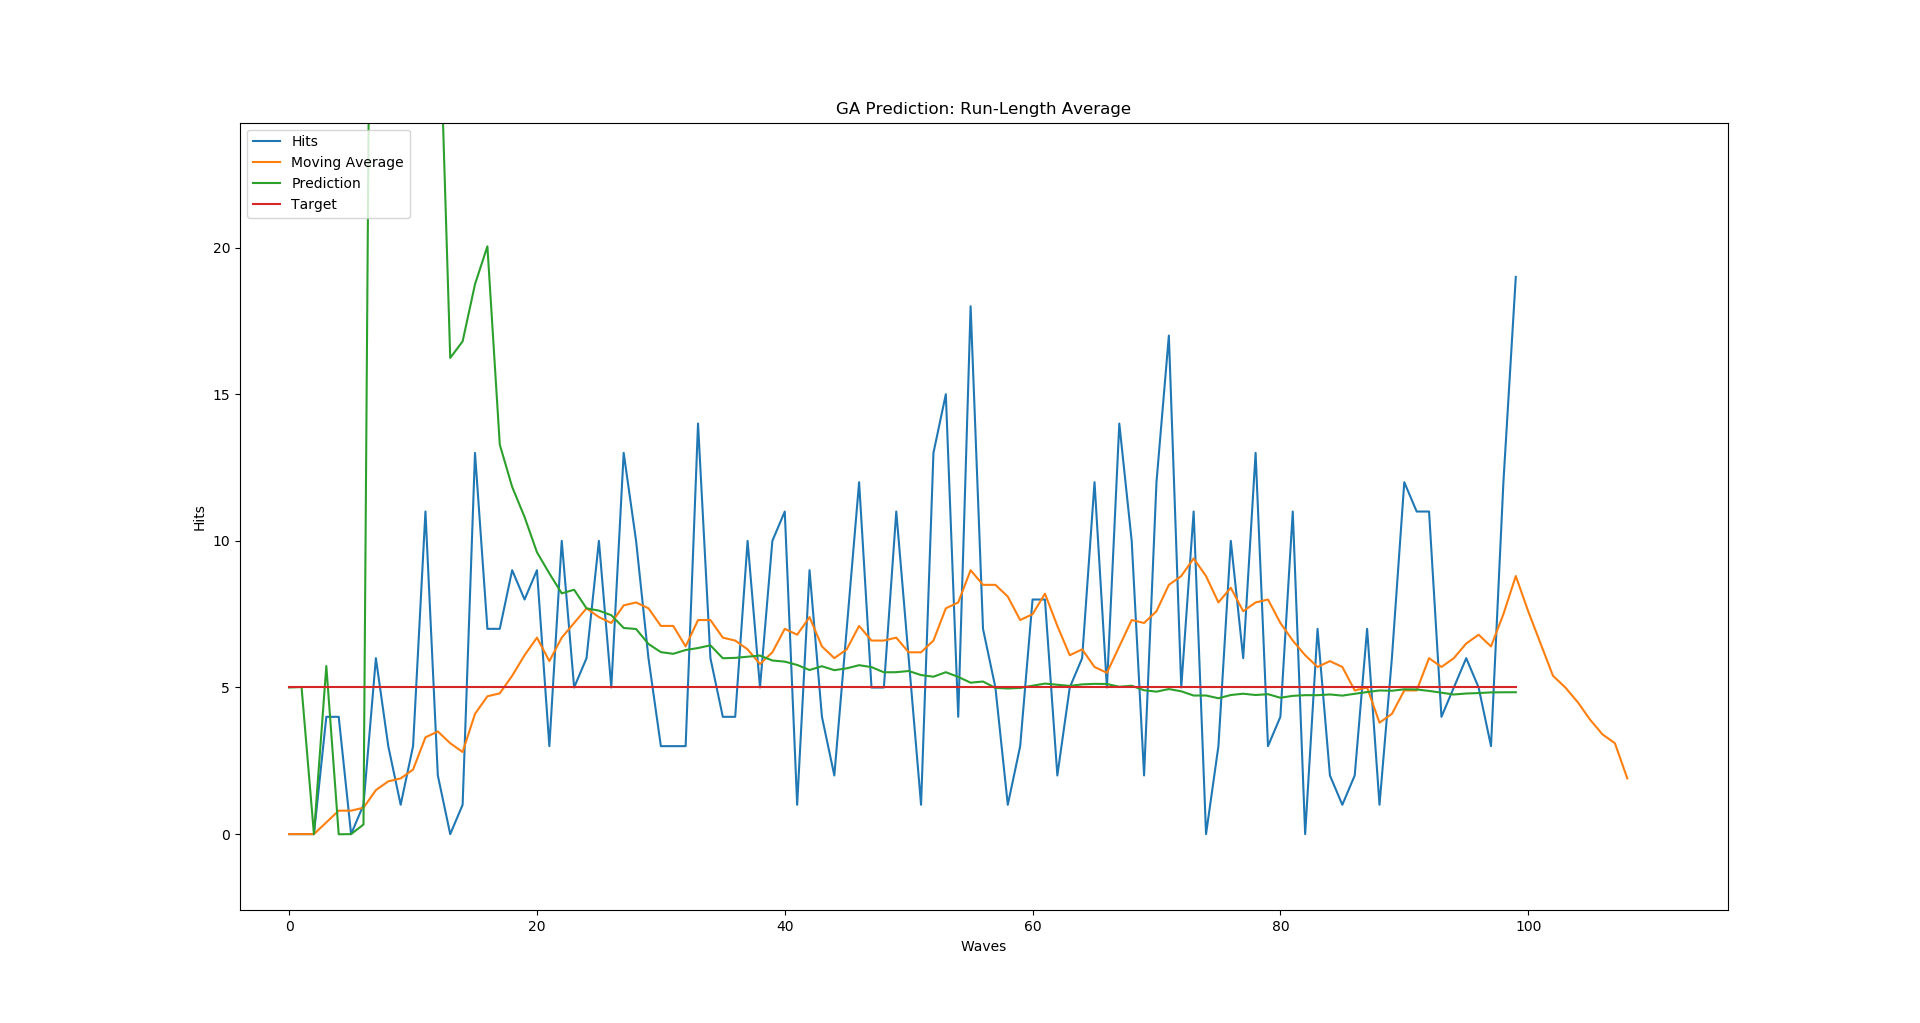 GA Prediction: Run-Length Average
Hits
Moving Average
Prediction
Target
20
15
10
5
0
Hits
0 20 40 60 80 100
Waves